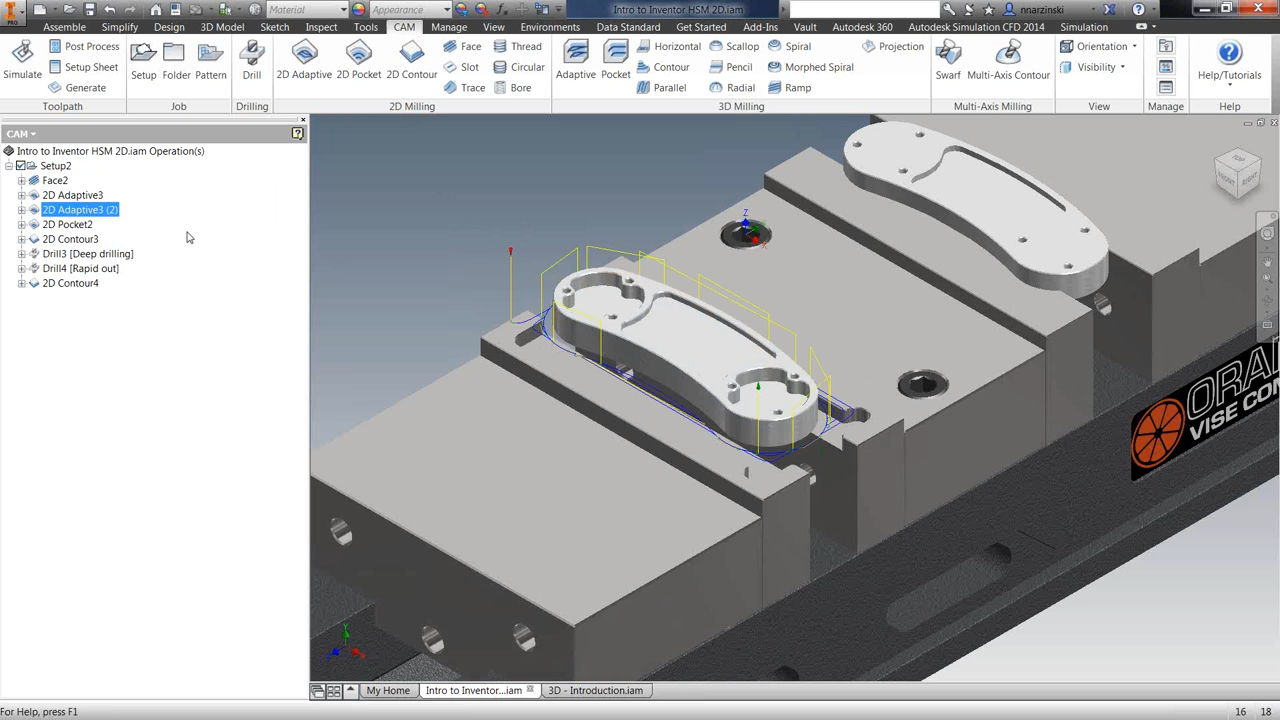 PRO
Material
Appearance
Intro to Inventor HSM 2D.iam
nnarzinski
Assemble Simplify Design 3D Model Sketch Inspect Tools CAM Manage View Environments Data Standard Get Started Add-Ins Vault Autodesk 360 Autodesk Simulation CFD 2014 Simulation
Simulate
Post Process
Setup Sheet
Generate
Toolpath
Setup Folder Pattern
Job
Drill
Drilling
2D Adaptive 2D Pocket 2D Contour
Face Thread
Slot Circular
Trace Bore
2D Milling
Adaptive Pocket
Horizontal Scallop Spiral Projection
Contour Pencil Morphed Spiral
Parallel Radial Ramp
3D Milling
Swarf Multi-Axis Contour
Multi-Axis Milling
Orientation
Visibility
View
Manage
Help/Tutorials
Help
CAM
Intro to Inventor HSM 2D.iam Operation(s)
Setup2
Face2
2D Adaptive3
2D Adaptive3 (2)
2D Pocket2
2D Contour3
Drill3 [Deep drilling]
Drill4 [Rapid out]
2D Contour4
TOP
FRONT
RIGHT
Z
X
ORA
VISE CO
Y
My Home Intro to Inventor...iam 3D - Introduction.iam
For Help, press F1
16 18